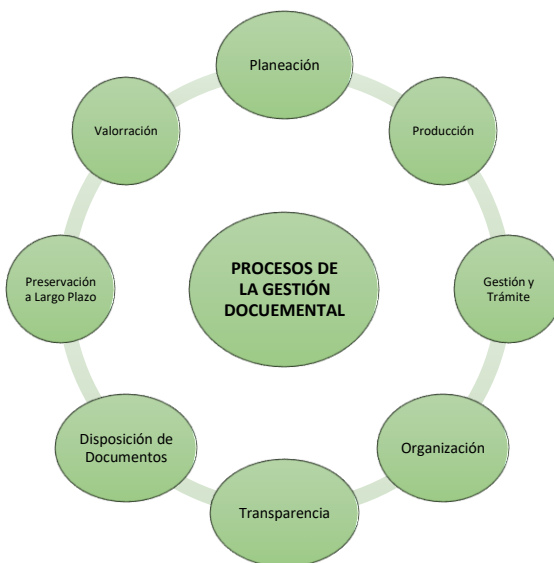 Planeación
Producción
Gestión y
Trámite
Organización
Transparencia
Disposición de
Documentos
Preservación
a Largo Plazo
Valorración
PROCESOS DE
LA GESTIÓN
DOCUEMENTAL